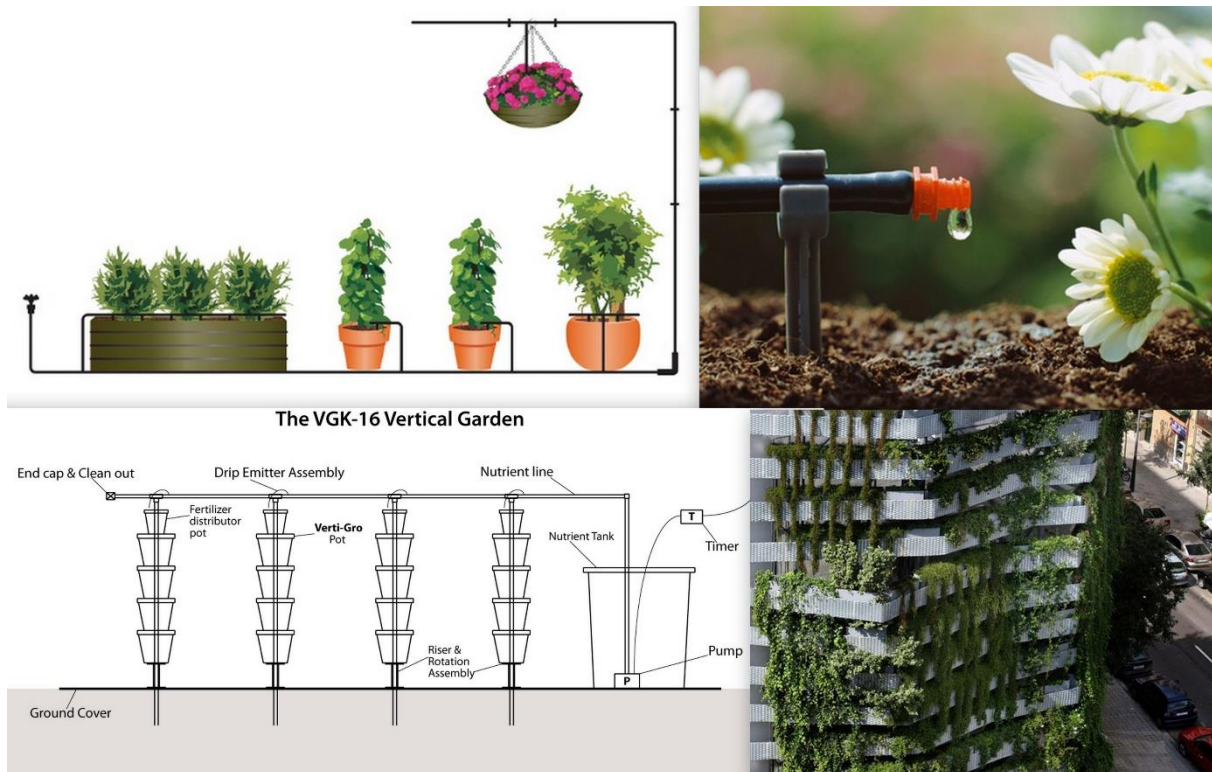 The VGK-16 Vertical Garden
End cap & Clean out
Drip Emitter Assembly
Nutrient line
Fertilizer
distributor
pot
Verti-Gro
Pot
Nutrient Tank
T
Timer
Riser &
Rotation
Assembly
Pump
P
Ground Cover